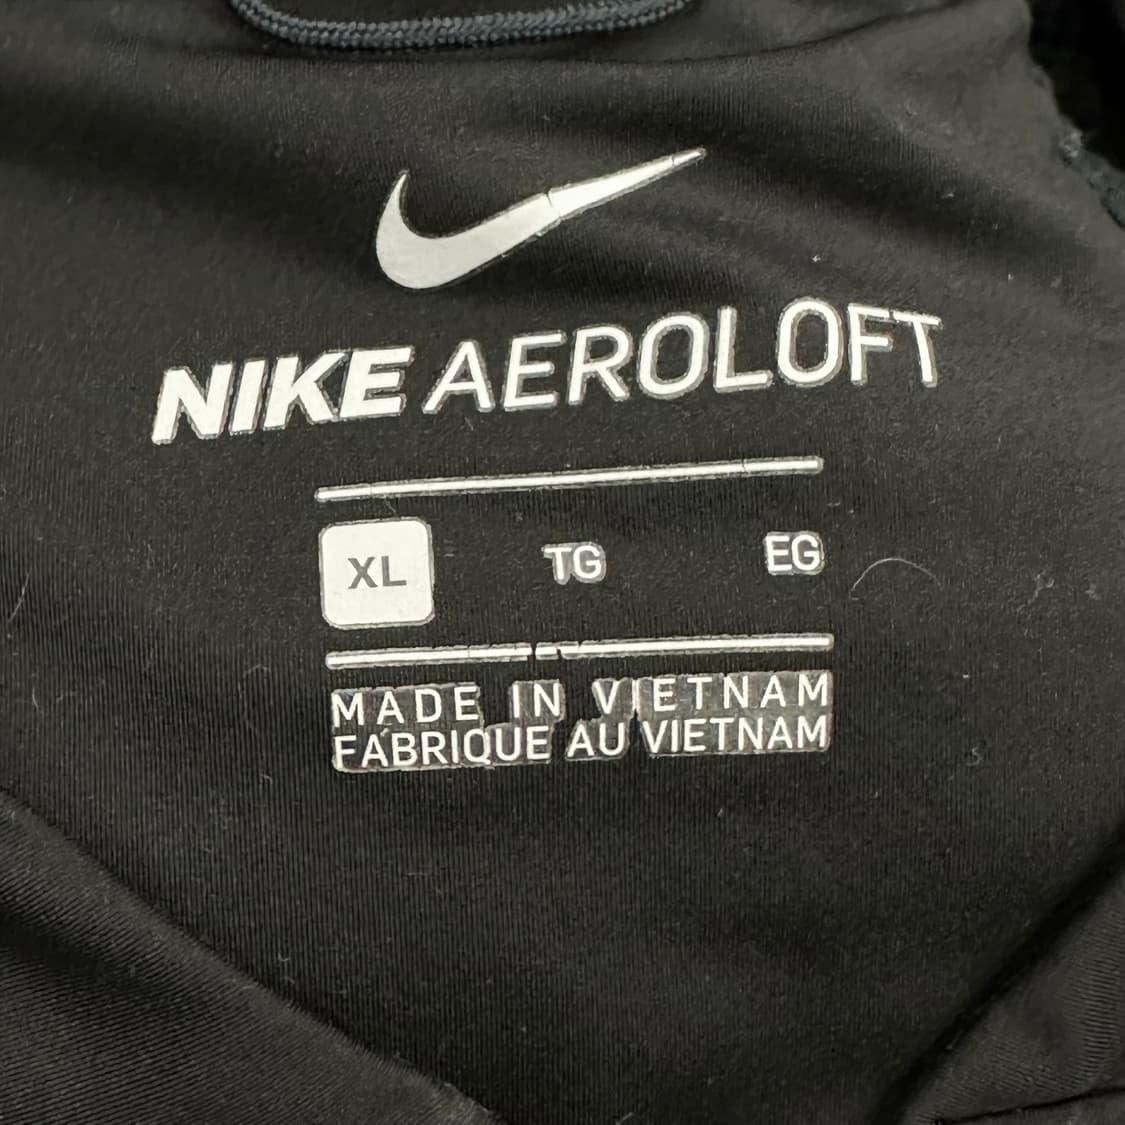 NIKE AEROLOFT
XL TG EG
MADE IN VIETNAM
FABRIQUE AU VIETNAM